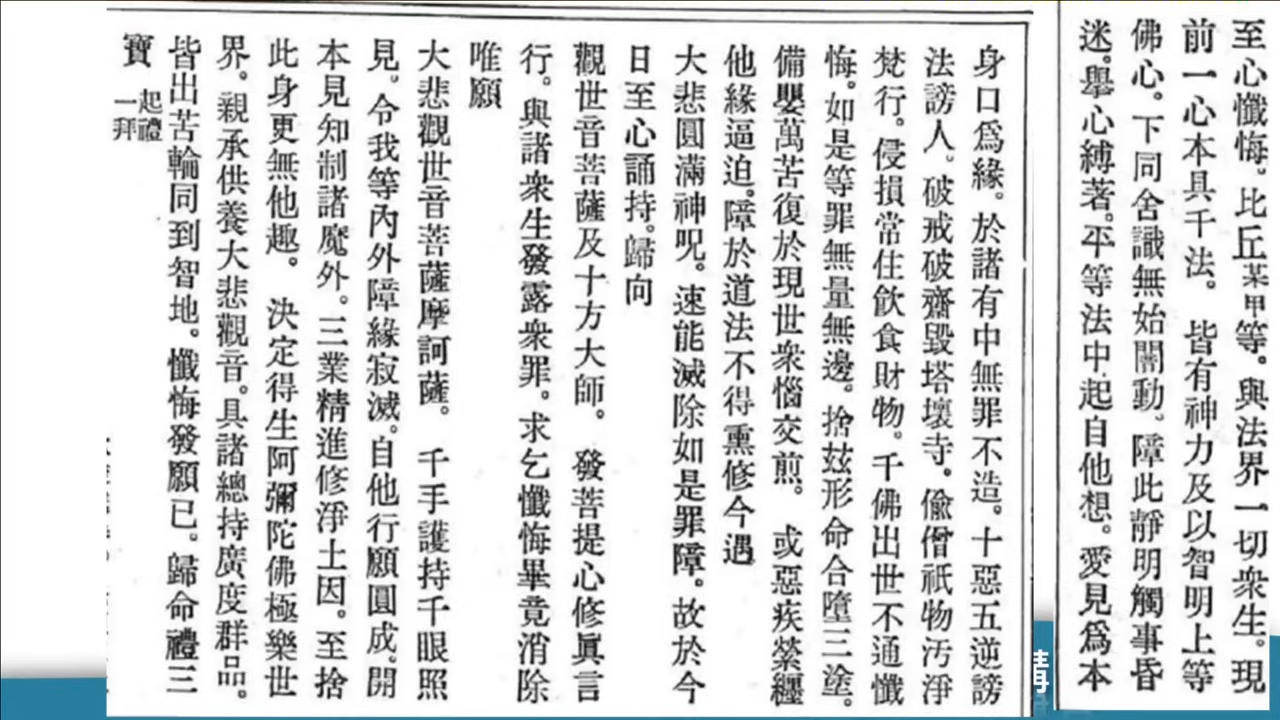 至心懺悔。比丘某甲等。與法界一切衆生。現
前一心本具千法。皆有神力及以智明上等
佛心。下同含識無始闇動。障此靜明觸事昏
迷。舉心縛著。平等法中起自他想。愛見爲本
身口爲緣。於諸有中無罪不造。十惡五逆謗
法謗人。破戒破齋毀塔壞寺。偷僧祇物汚淨
梵行。侵損常住飲食財物。千佛出世不通懺
悔。如是等罪無量無邊。捨玆形命合墮三塗。
備嬰萬苦復於現世衆惱交煎。或惡疾縈纏
他緣逼迫。障於道法不得熏修今遇
大悲圓滿神呪。速能滅除如是罪障。故於今
日至心誦持。歸向
觀世音菩薩及十方大師。發菩提心修眞言
行。與諸衆生發露衆罪。求乞懺悔畢竟消除
唯願
大悲觀世音菩薩摩訶薩。千手護持千眼照
見。令我等內外障緣寂滅。自他行願圓成。開
本見知制諸魔外。三業精進修淨土因。至捨
此身更無他趣。決定得生阿彌陀佛極樂世
界。親承供養大悲觀音。具諸總持廣度群品。
皆出苦輪同到智地。懺悔發願已。歸命禮三
寶 起禮一拜
講